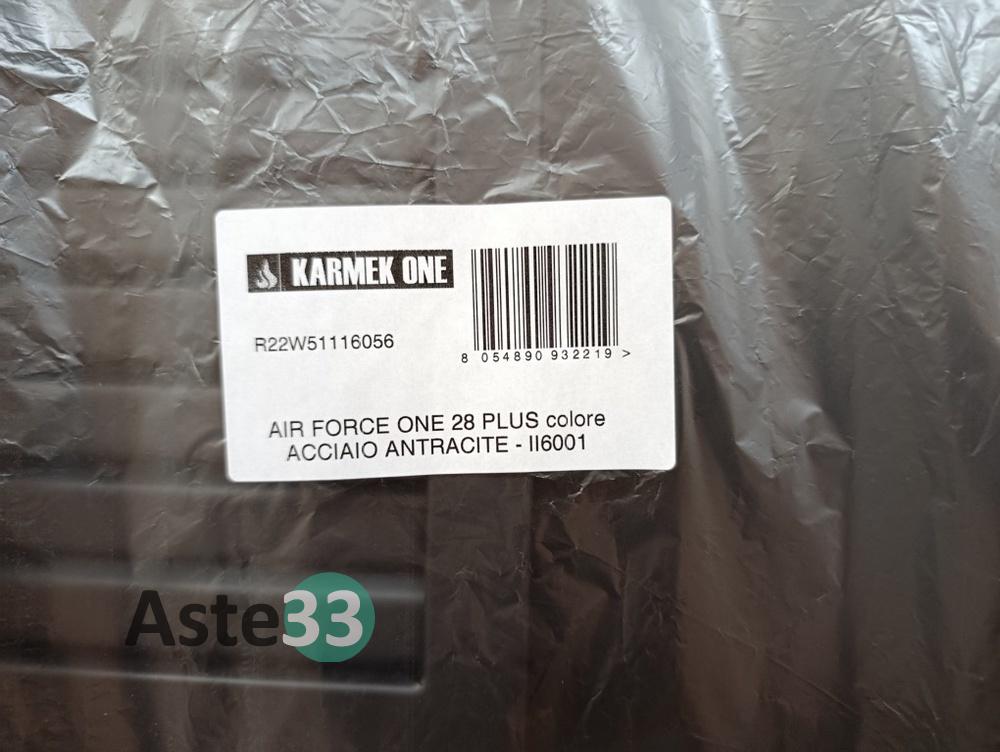 KARMEK ONE
R22W51116056
8 054890 932219 >
AIR FORCE ONE 28 PLUS colore
ACCIAIO ANTRACITE - II6001
Aste33